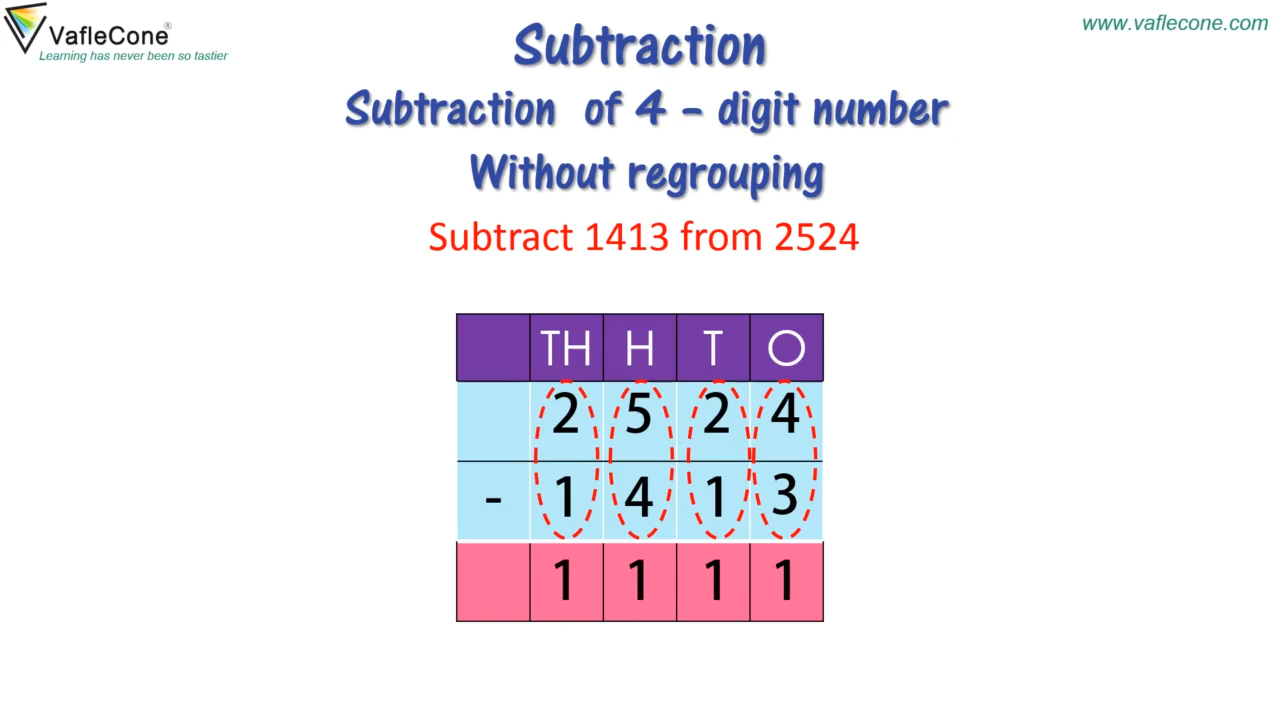 VafleCone®
Learning has never been so tastier
www.vaflecone.com
Subtraction
Subtraction of 4 – digit number
Without regrouping
Subtract 1413 from 2524
TH H T O
2 5 2 4
- 1 4 1 3
1 1 1 1